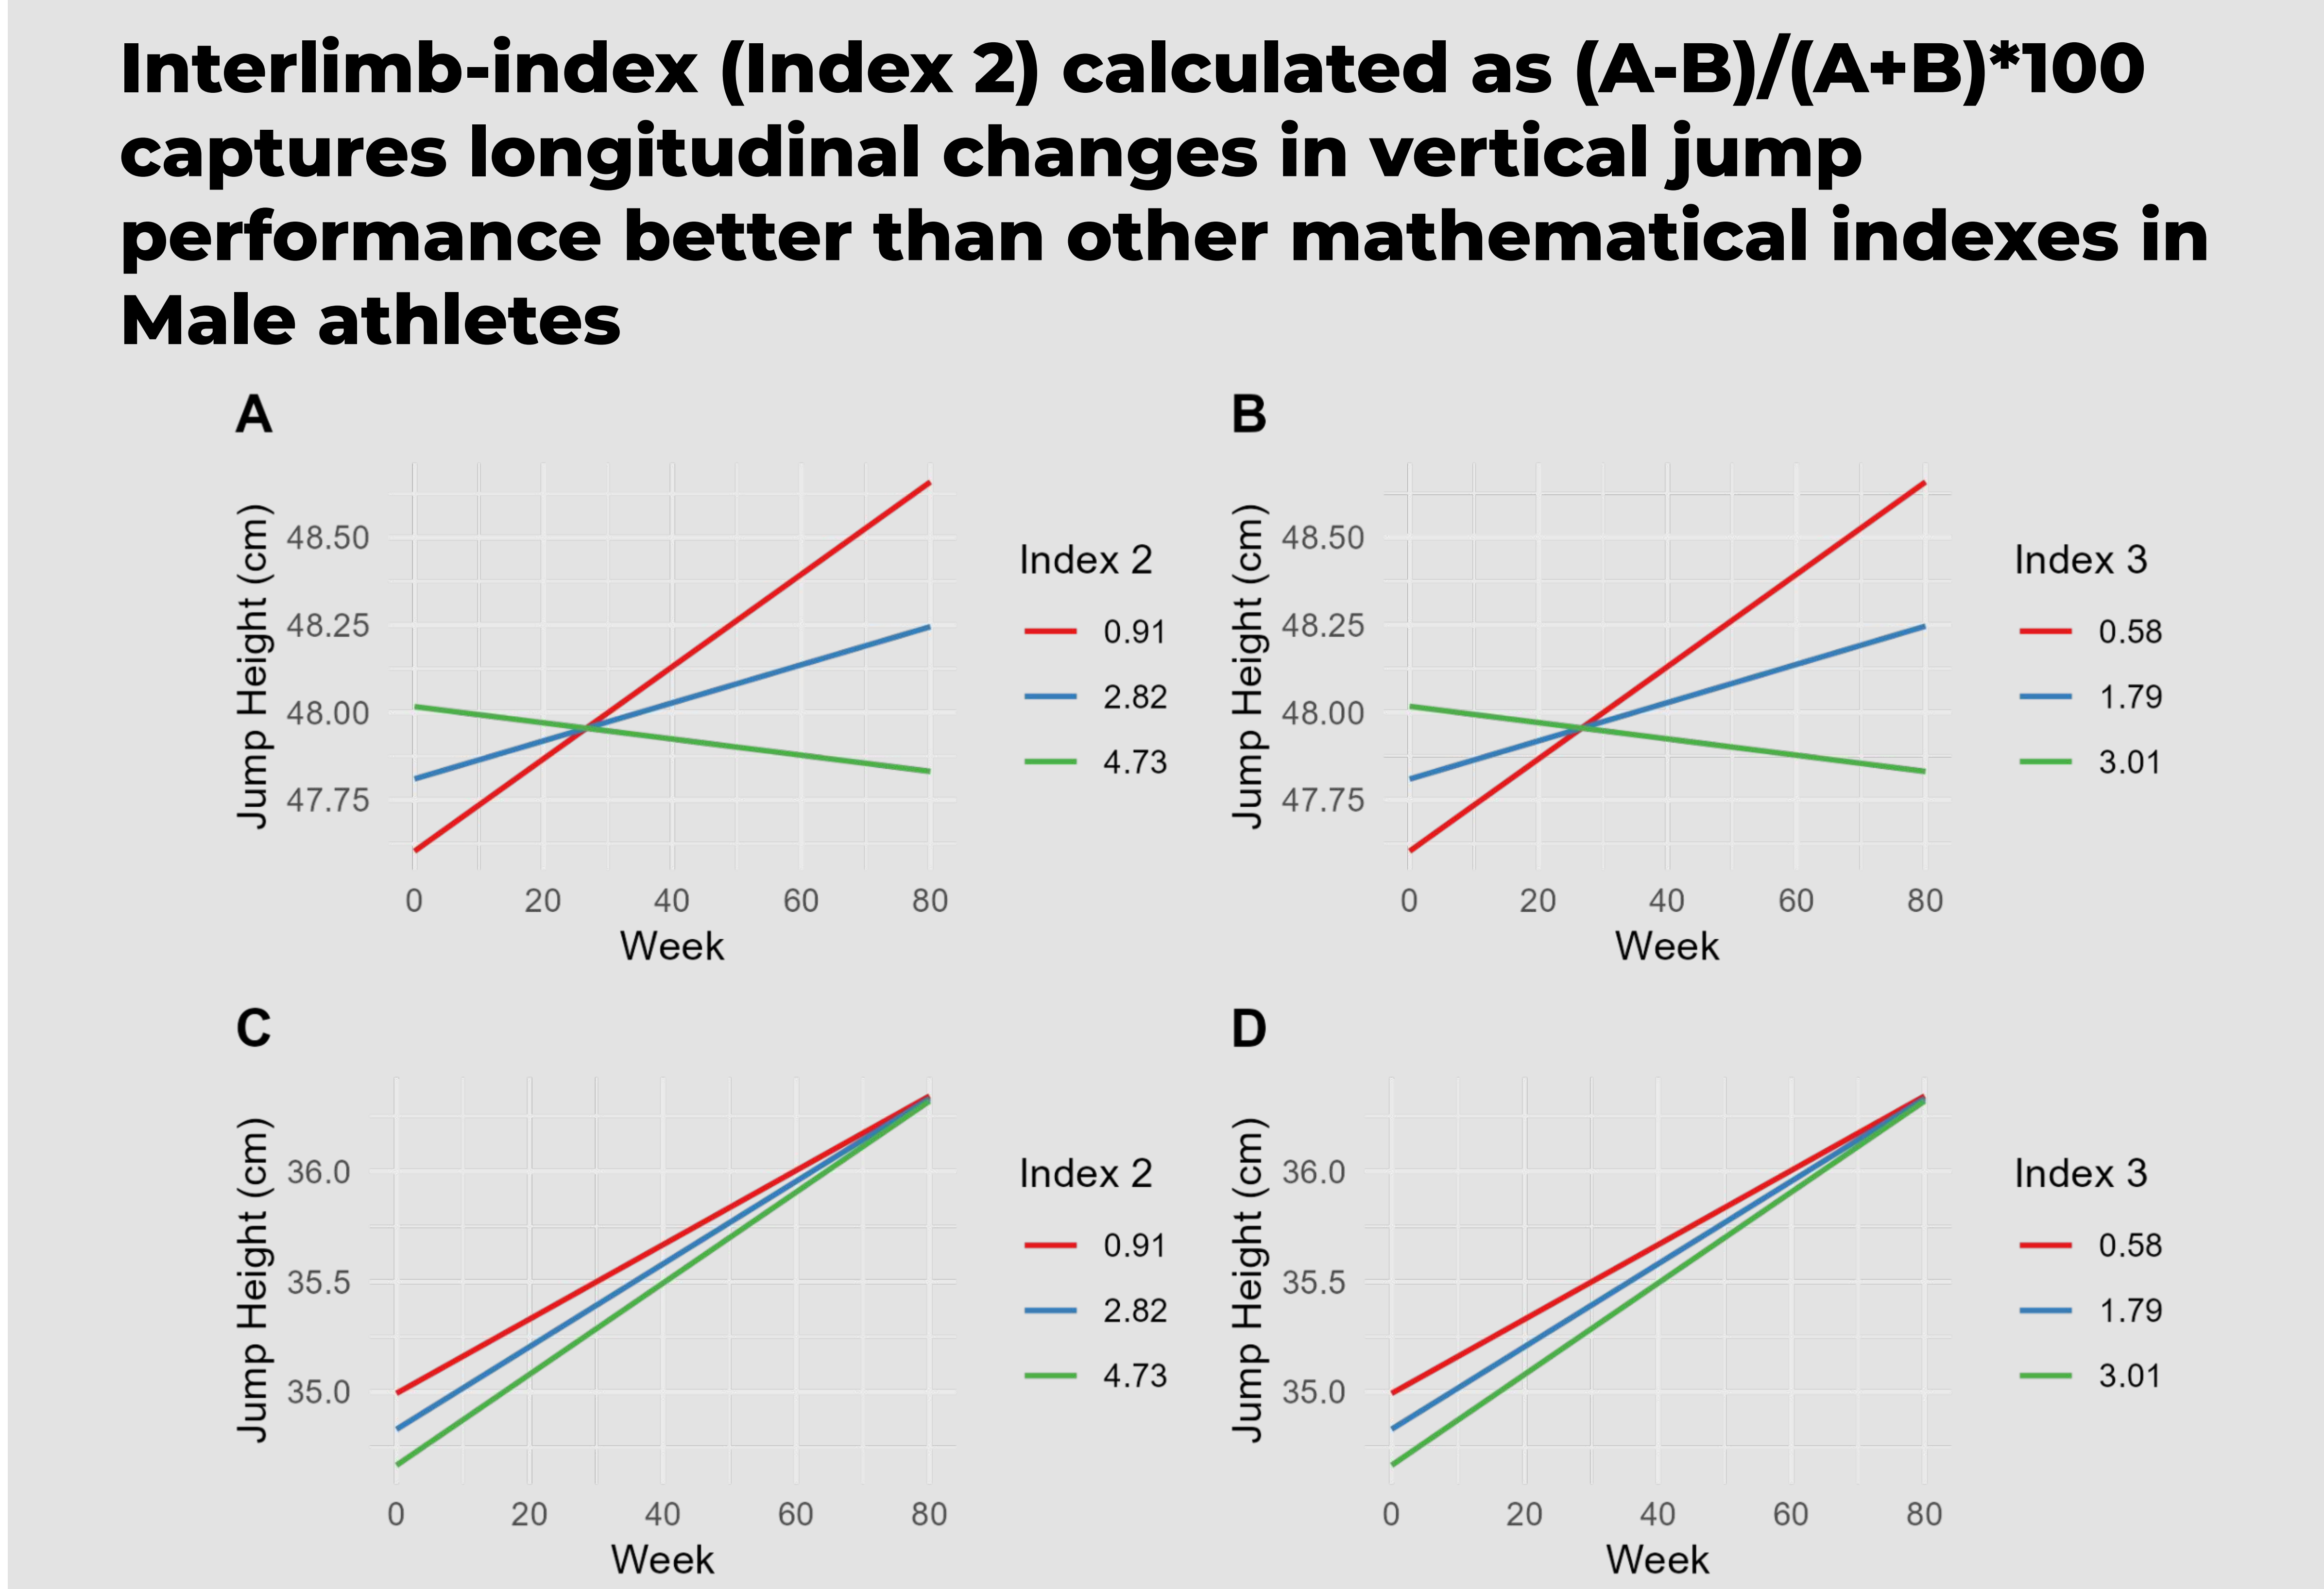 Interlimb-index (Index 2) calculated as (A-B)/(A+B)*100
captures longitudinal changes in vertical jump
performance better than other mathematical indexes in
Male athletes
A
Jump Height (cm)
48.50
48.25
48.00
47.75
0 20 40 60 80
Week
Index 2
0.91
2.82
4.73
B
Jump Height (cm)
48.50
48.25
48.00
47.75
0 20 40 60 80
Week
Index 3
0.58
1.79
3.01
C
Jump Height (cm)
36.0
35.5
35.0
0 20 40 60 80
Week
Index 2
0.91
2.82
4.73
D
Jump Height (cm)
36.0
35.5
35.0
0 20 40 60 80
Week
Index 3
0.58
1.79
3.01